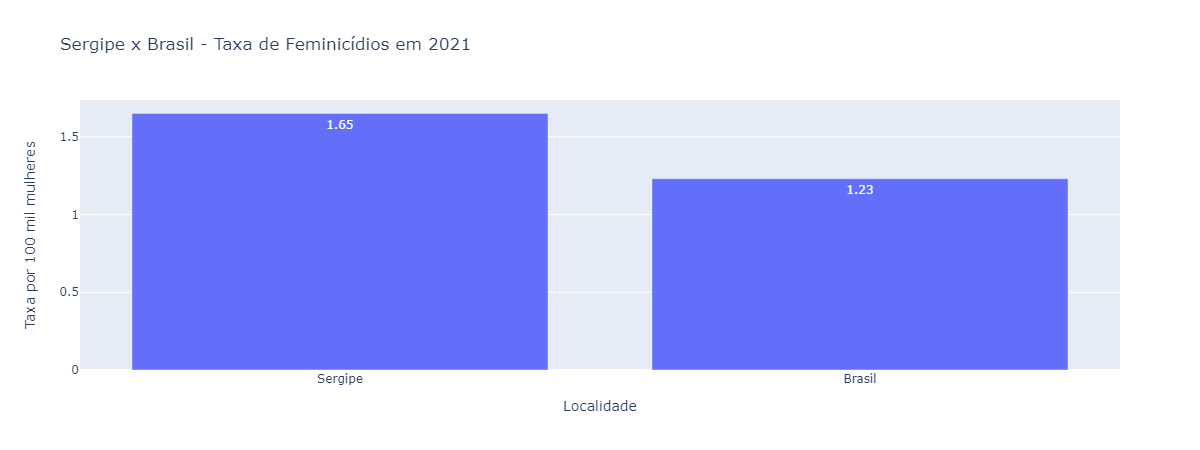 Sergipe x Brasil - Taxa de Feminicídios em 2021
Taxa por 100 mil mulheres
1.5
1
0.5
0
1.65
1.23
Sergipe
Brasil
Localidade